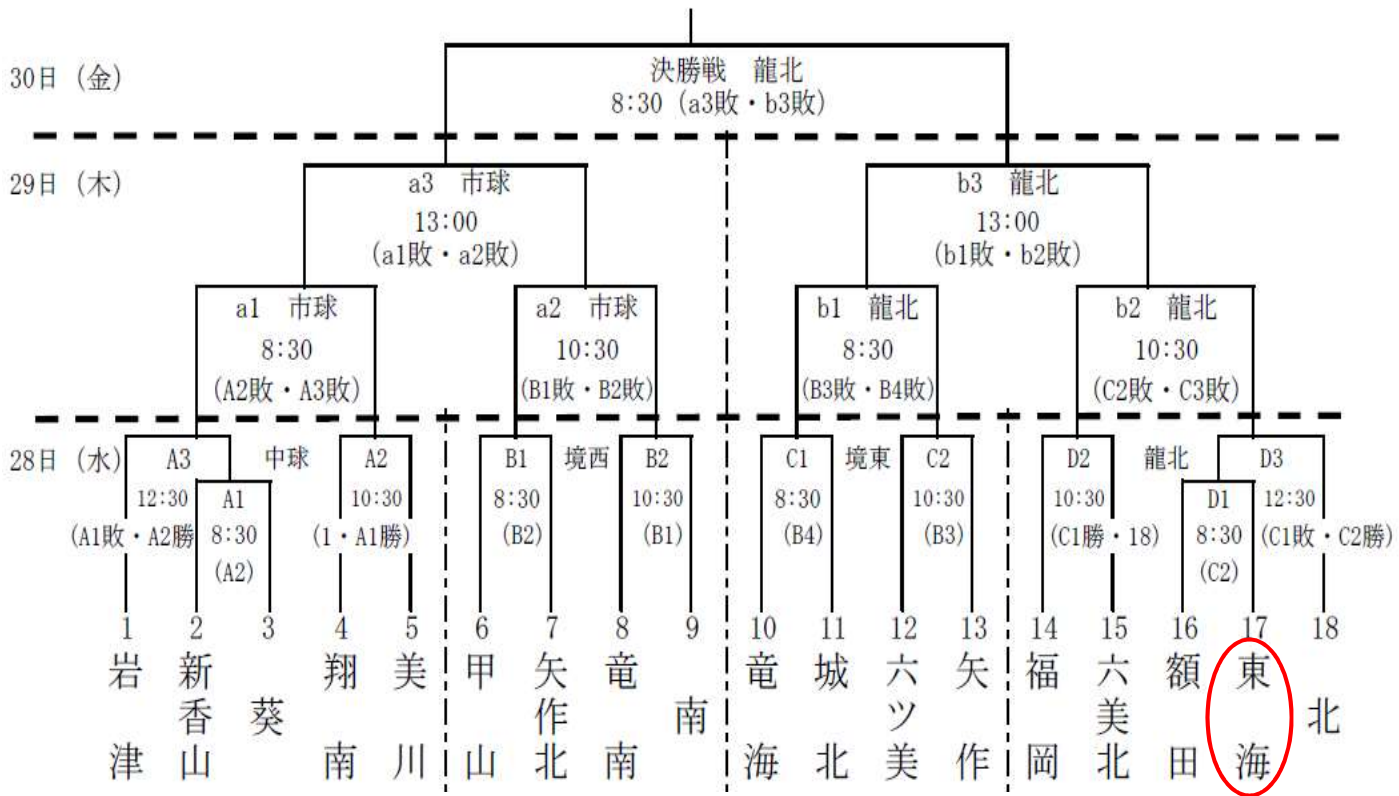 30日（金）
決勝戦　龍北
8:30（a3敗・b3敗）
29日（木）
a3　市球
13:00
(a1敗・a2敗)
b3　龍北
13:00
(b1敗・b2敗)
a1　市球
8:30
(A2敗・A3敗)
a2　市球
10:30
(B1敗・B2敗)
b1　龍北
8:30
(B3敗・B4敗)
b2　龍北
10:30
(C2敗・C3敗)
28日（水）
A3
12:30
(A1敗・A2勝
中球
A1
8:30
(A2)
A2
10:30
(1・A1勝)
B1
8:30
(B2)
境西
B2
10:30
(B1)
C1
8:30
(B4)
境東
C2
10:30
(B3)
D2
10:30
(C1勝・18)
龍北
D1
8:30
(C2)
D3
12:30
(C1敗・C2勝)
1
岩津
2
新香山
3
葵
4
翔南
5
美川
6
甲山
7
矢作北
8
竜南
9
南
10
竜海
11
城北
12
六ツ美
13
矢作
14
福岡
15
六美北
16
額田
17
東海
18
北